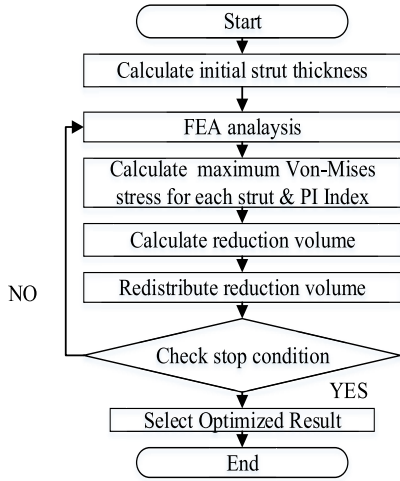 Start
Calculate initial strut thickness
FEA analaysis
Calculate maximum Von-Mises
stress for each strut & PI Index
Calculate reduction volume
Redistribute reduction volume
NO
Check stop condition
YES
Select Optimized Result
End